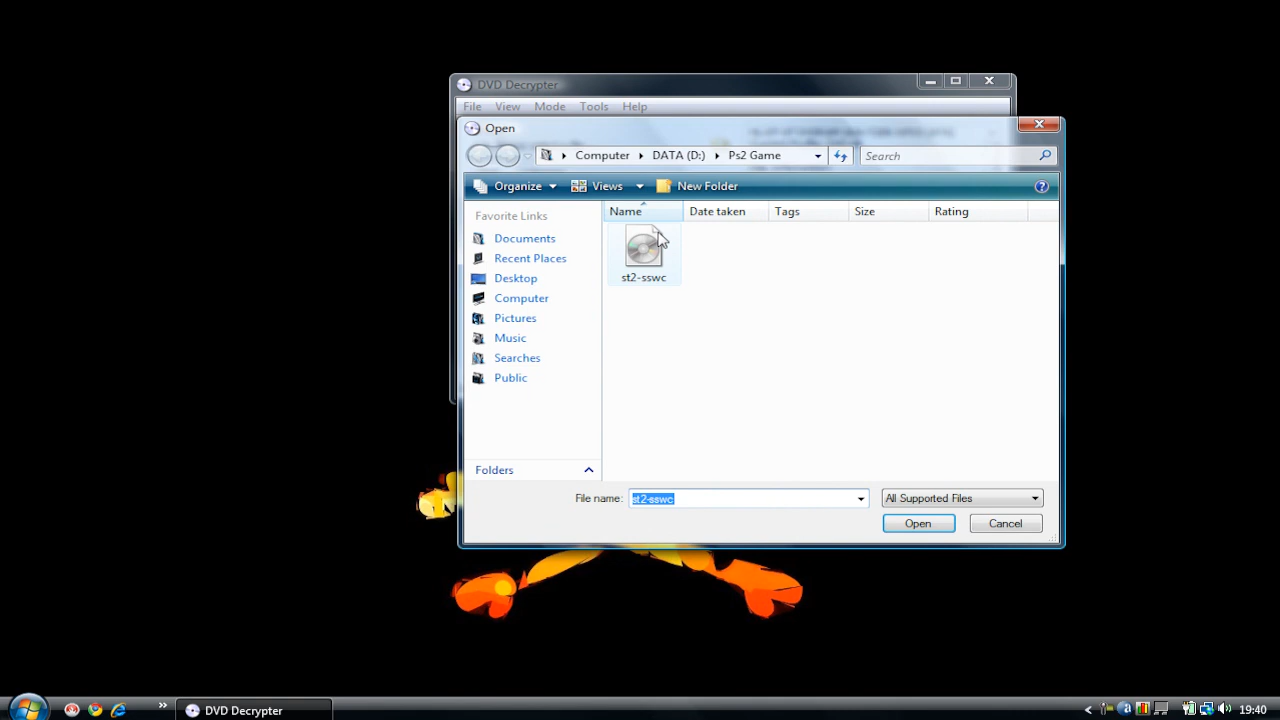 DVD Decrypter
File View Mode Tools Help
Open
Computer DATA (D:) Ps2 Game Search
Organize Views New Folder
Favorite Links
Name Date taken Tags Size Rating
Documents
Recent Places
Desktop
Computer
Pictures
Music
Searches
Public
st2-sswc
Folders
File name: st2-sswc All Supported Files
Open Cancel
DVD Decrypter 19:40